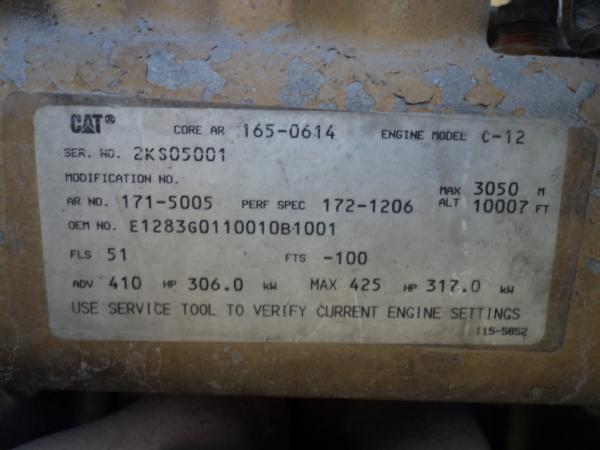 CAT® CORE AR 165-0614 ENGINE MODEL C-12
SER. NO. 2KS05001
MODIFICATION NO.
AR NO. 171-5005 PERF SPEC 172-1206 MAX ALT 3050 M 10007 FT
OEM NO. E1283G0110010B1001
FLS 51 FTS -100
ADV 410 HP 306.0 kW MAX 425 HP 317.0 kW
USE SERVICE TOOL TO VERIFY CURRENT ENGINE SETTINGS
115-5852